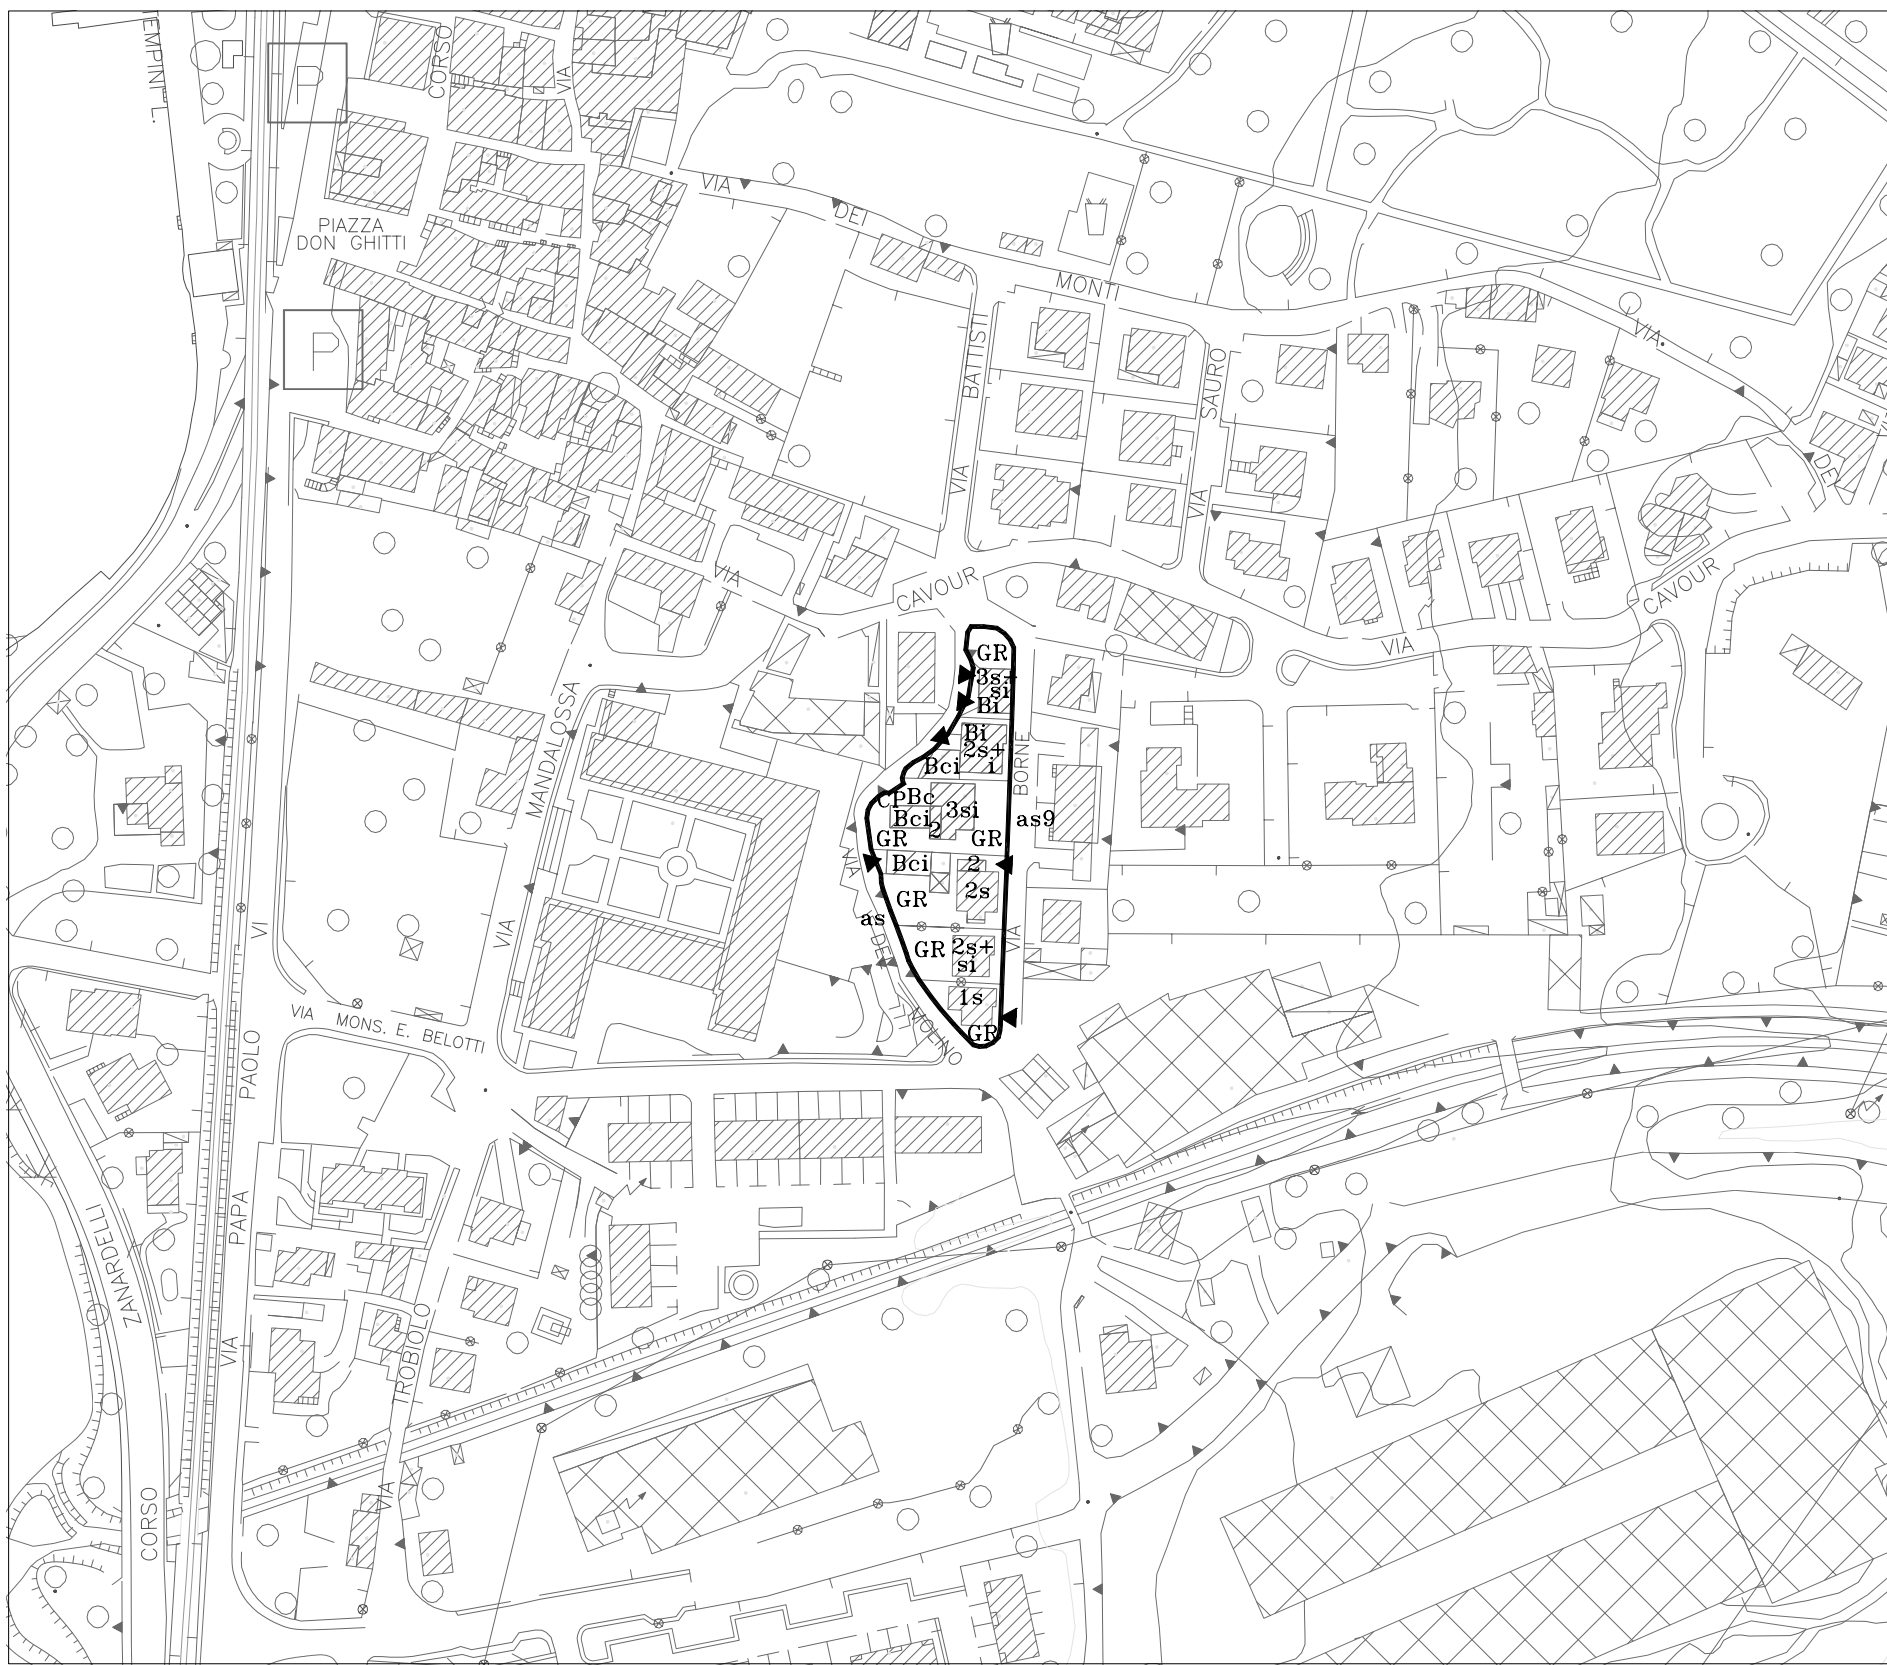 EMPINI L.
CORSO
VIA
P
PIAZZA
DON GHITTI
P
VIA
DEI
MONTI
VIA
DEI
VIA BATTISTI
VIA SAURO
VIA
CAVOUR
VIA
CAVOUR
VIA MANDALOSSA
GR
3s+
si
Bi
Bi
2s+
i
Bci
CPBc
3si
Bci
2
GR
GR
as9
Bci
2
2s
GR
as
GR
2s+
si
1s
GR
VIA BORNE
VIA
DEL
MOLINO
VIA MONS. E. BELOTTI
VIA PAPA PAOLO VI
CORSO ZANARDELLI
VIA TROBIOLO